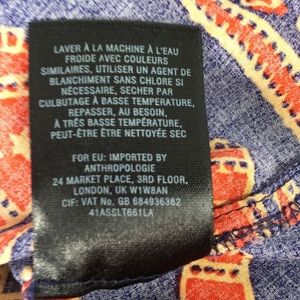 LAVER À LA MACHINE À L'EAU
FROIDE AVEC COULEURS
SIMILAIRES, UTILISER UN AGENT DE
BLANCHIMENT SANS CHLORE SI
NÉCESSAIRE, SECHER PAR
CULBUTAGE À BASSE TEMPERATURE,
REPASSER, AU BESOIN,
À TRÈS BASSE TEMPÉRATURE,
PEUT-ÊTRE ÊTRE NETTOYÉE SEC
FOR EU: IMPORTED BY
ANTHROPOLOGIE
24 MARKET PLACE, 3RD FLOOR,
LONDON, UK W1W8AN
CIF: VAT No. GB 684936382
41ASSLT661LA